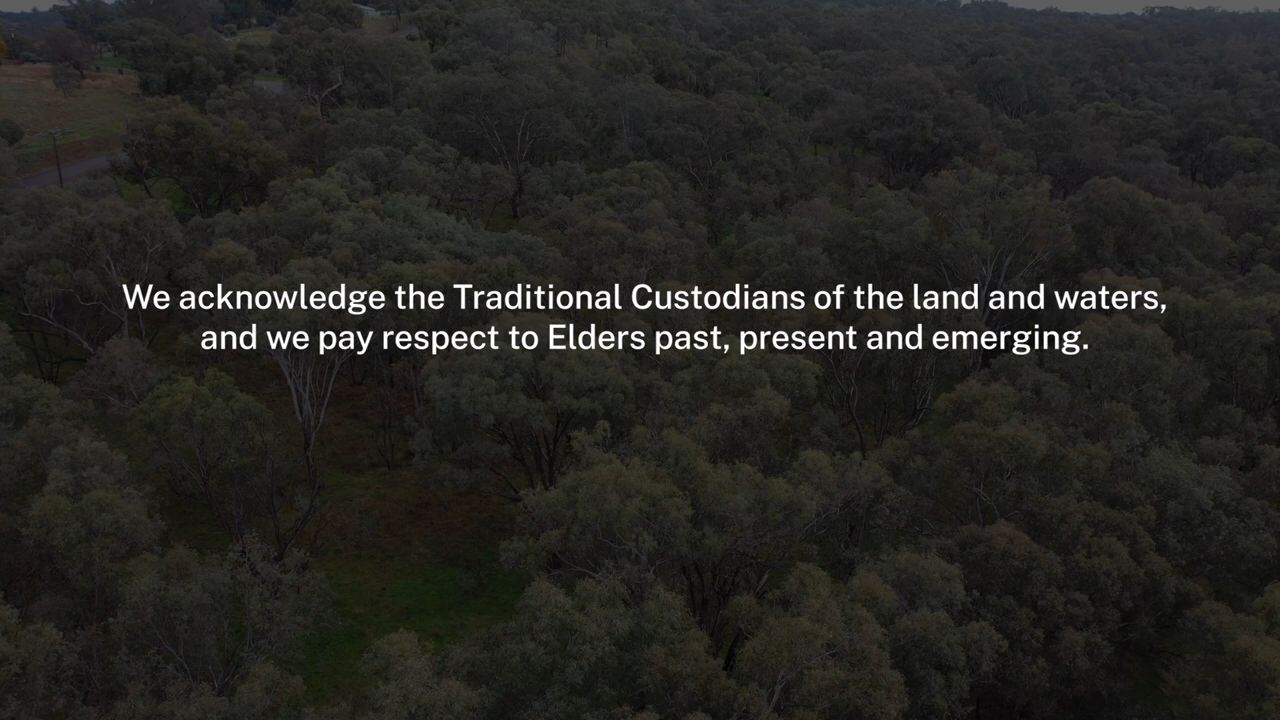 We acknowledge the Traditional Custodians of the land and waters,
and we pay respect to Elders past, present and emerging.